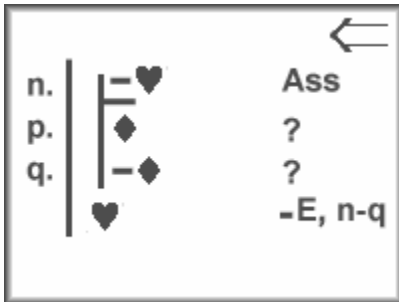 n. -♥ Ass
p. ♦ ?
q. -♦ ?
♥ -E, n-q